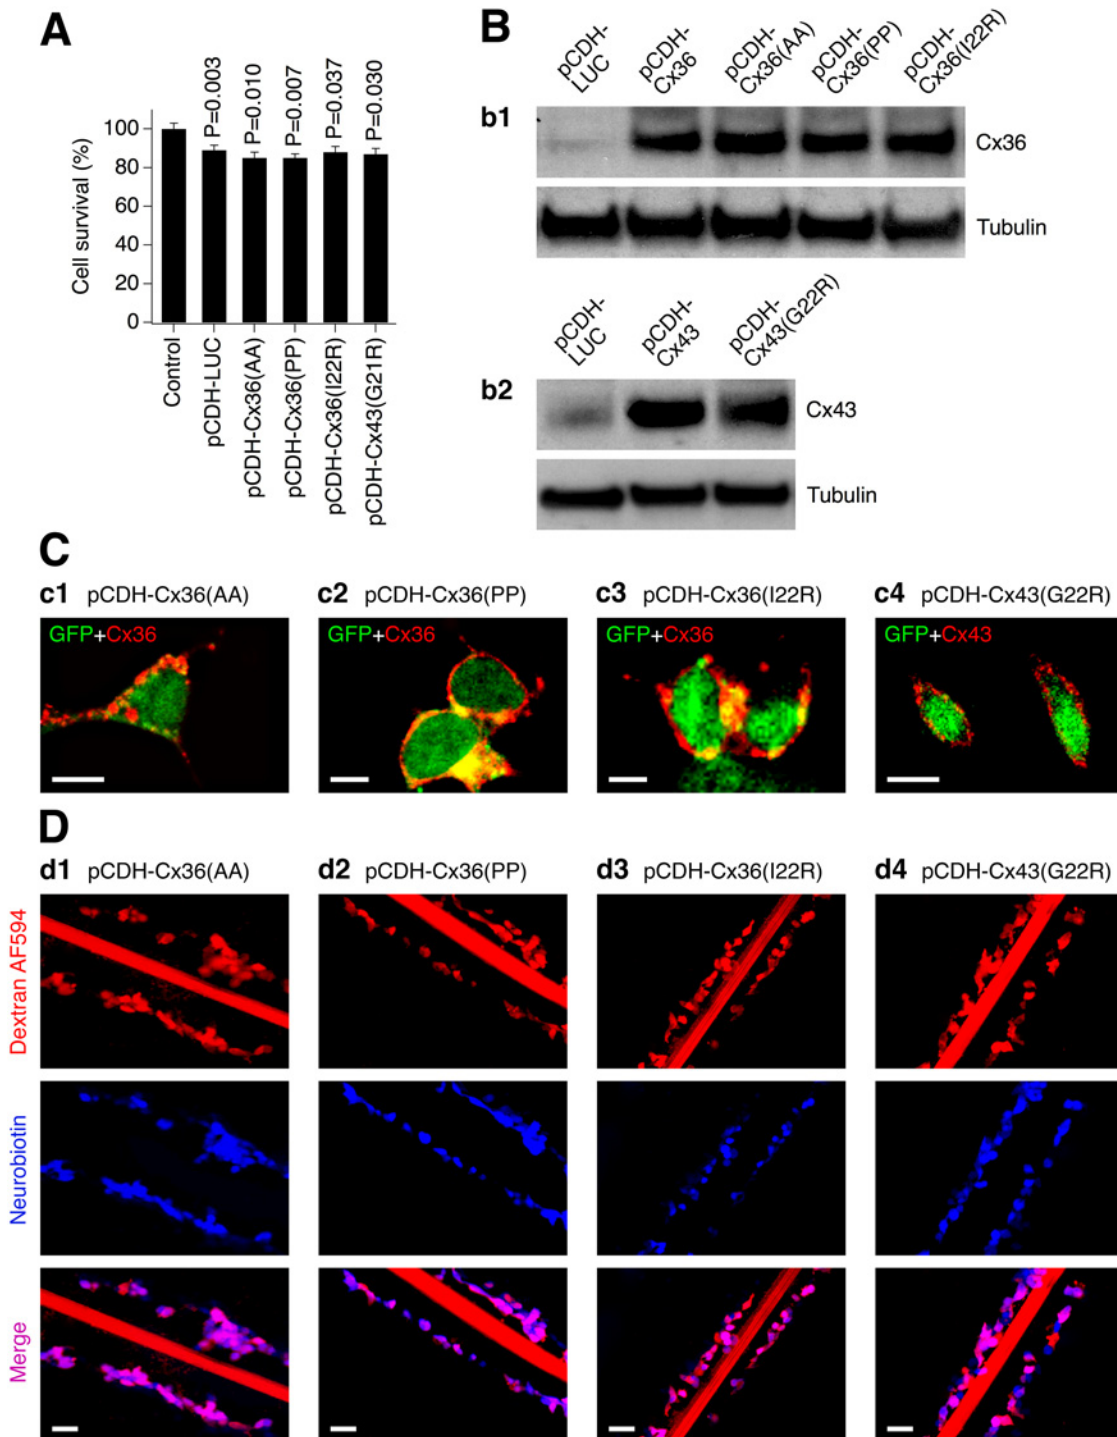 A
Cell survival (%)
100
80
60
40
20
0
P=0.003
P=0.010
P=0.007
P=0.037
P=0.030
Control
pCDH-LUC
pCDH-Cx36(AA)
pCDH-Cx36(PP)
pCDH-Cx36(I22R)
pCDH-Cx43(G21R)
B
pCDH-
LUC
pCDH-
Cx36
pCDH-
Cx36(AA)
pCDH-
Cx36(PP)
pCDH-
Cx36(I22R)
b1
Cx36
Tubulin
pCDH-
LUC
pCDH-
Cx43
pCDH-
Cx43(G22R)
b2
Cx43
Tubulin
C
c1 pCDH-Cx36(AA)
c2 pCDH-Cx36(PP)
c3 pCDH-Cx36(I22R)
c4 pCDH-Cx43(G22R)
GFP+Cx36
GFP+Cx36
GFP+Cx36
GFP+Cx43
D
d1 pCDH-Cx36(AA)
d2 pCDH-Cx36(PP)
d3 pCDH-Cx36(I22R)
d4 pCDH-Cx43(G22R)
Dextran AF594
Neurobiotin
Merge